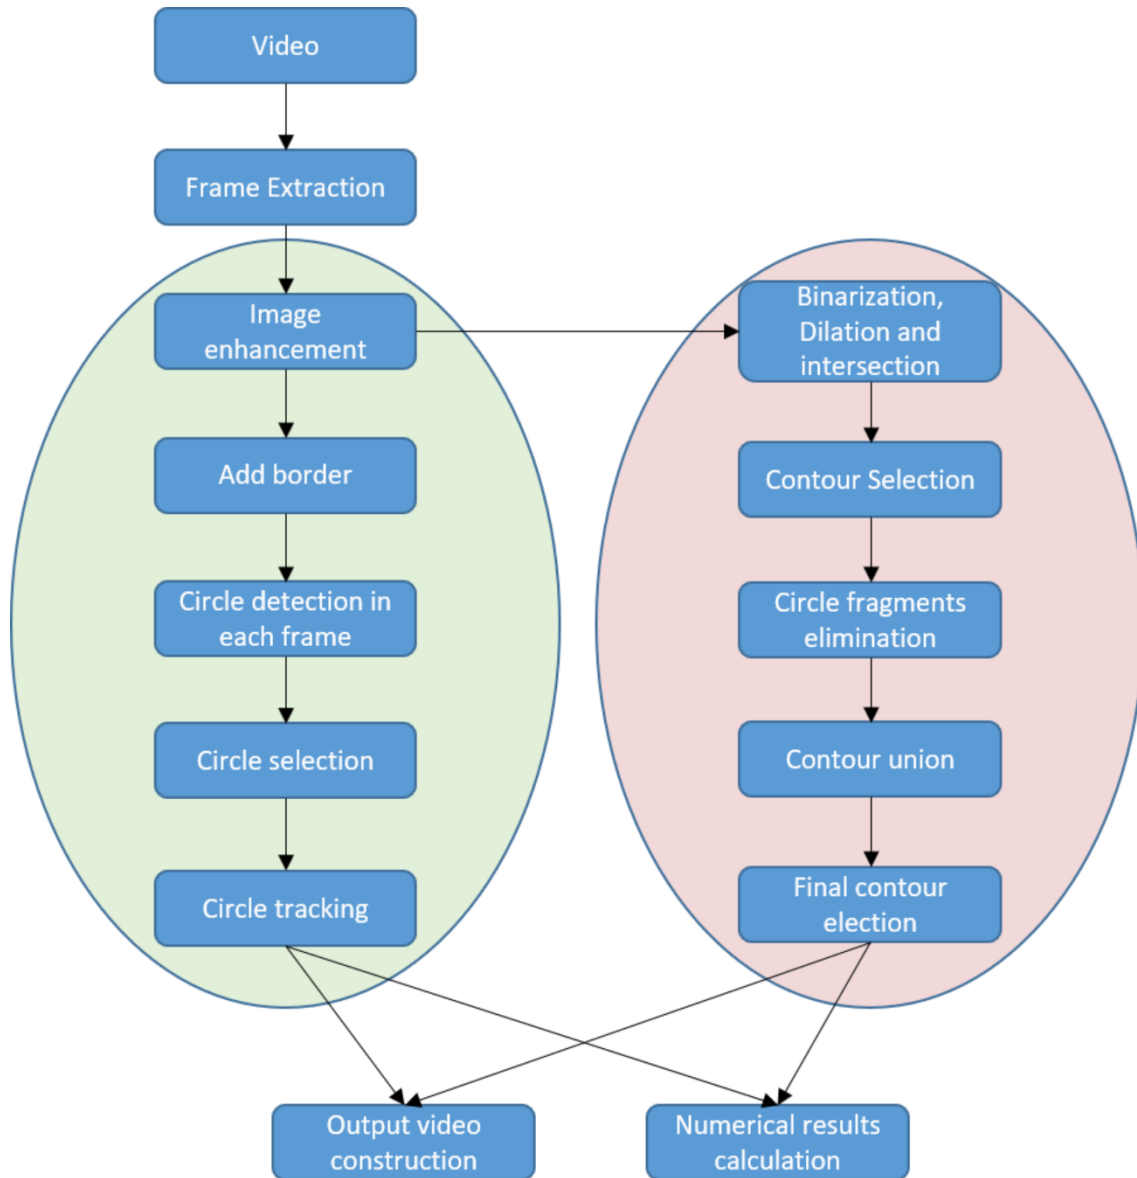 Video
Frame Extraction
Image
enhancement
Add border
Circle detection in
each frame
Circle selection
Circle tracking
Binarization,
Dilation and
intersection
Contour Selection
Circle fragments
elimination
Contour union
Final contour
election
Output video
construction
Numerical results
calculation